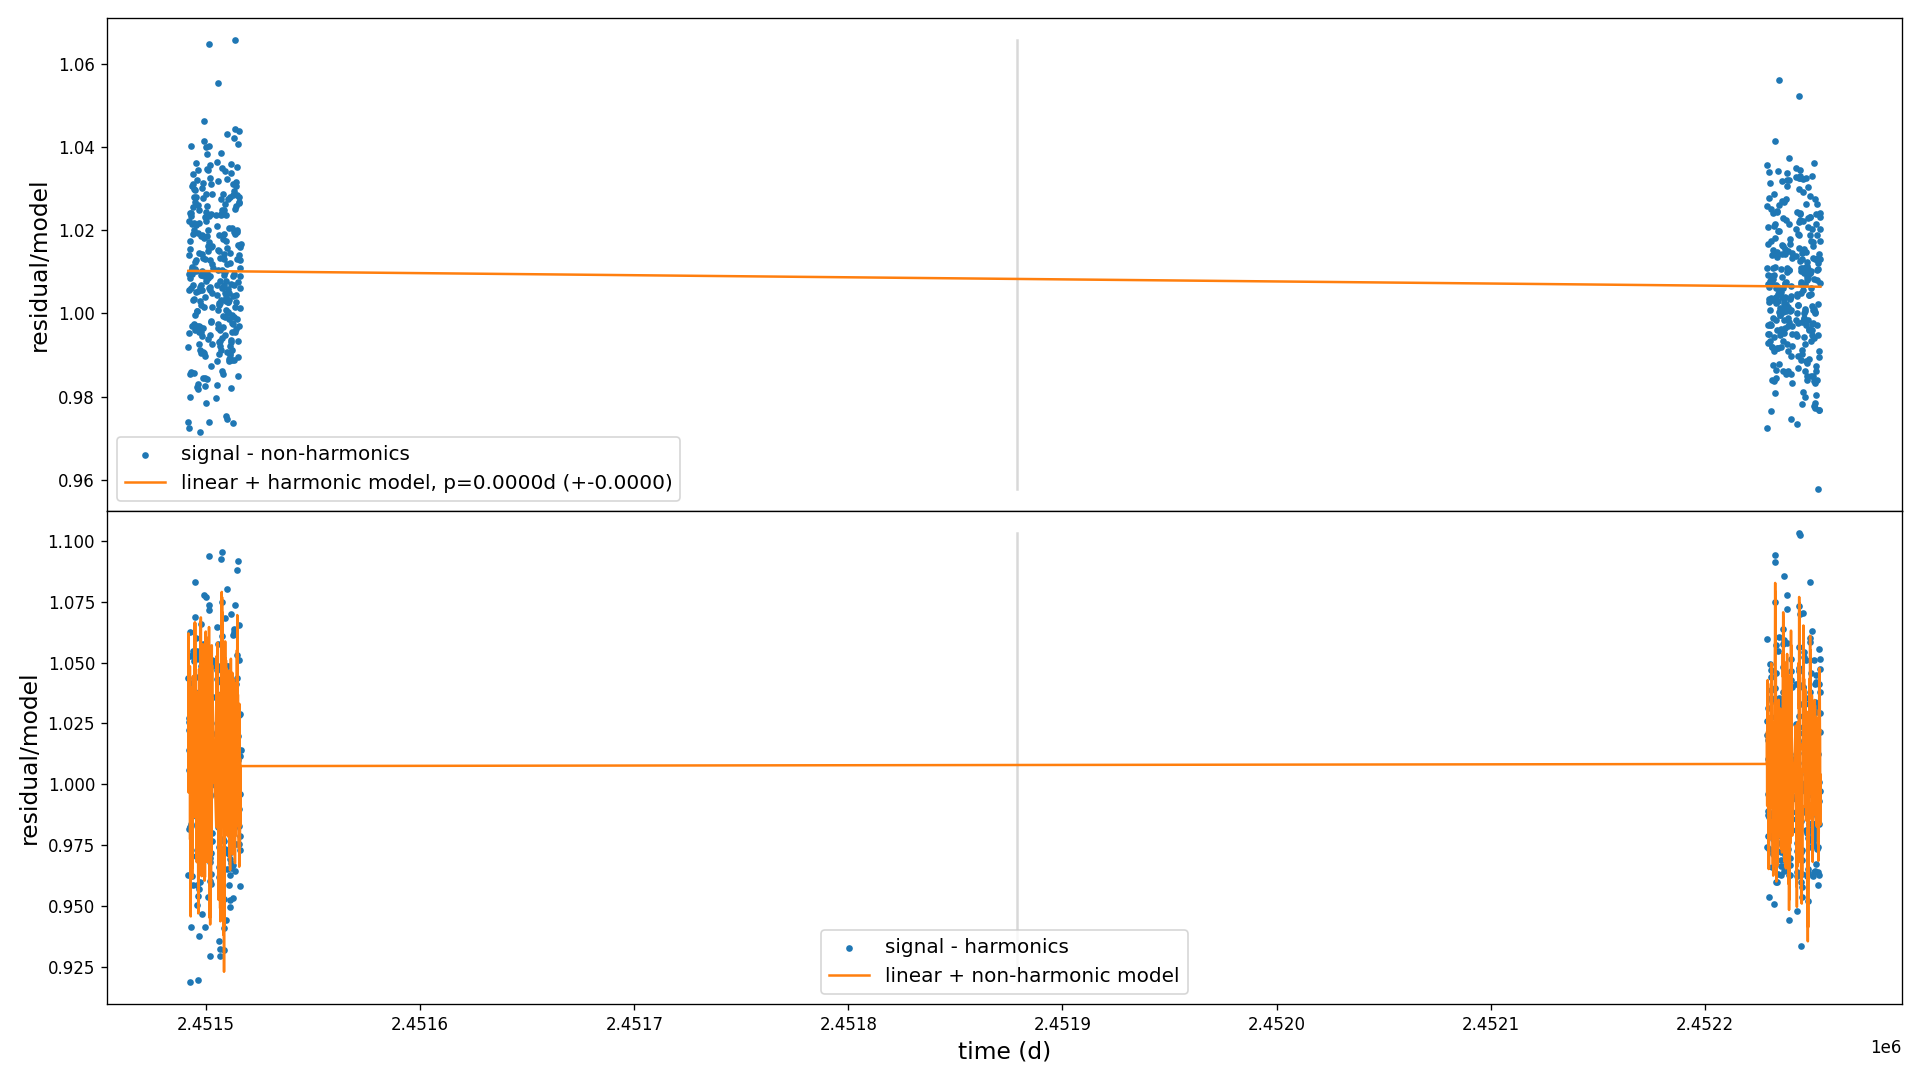 1.06
1.04
1.02
1.00
0.98
0.96
residual/model
signal - non-harmonics
linear + harmonic model, p=0.0000d (+-0.0000)
1.100
1.075
1.050
1.025
1.000
0.975
0.950
0.925
residual/model
signal - harmonics
linear + non-harmonic model
2.4515 2.4516 2.4517 2.4518 2.4519 2.4520 2.4521 2.4522
1e6
time (d)